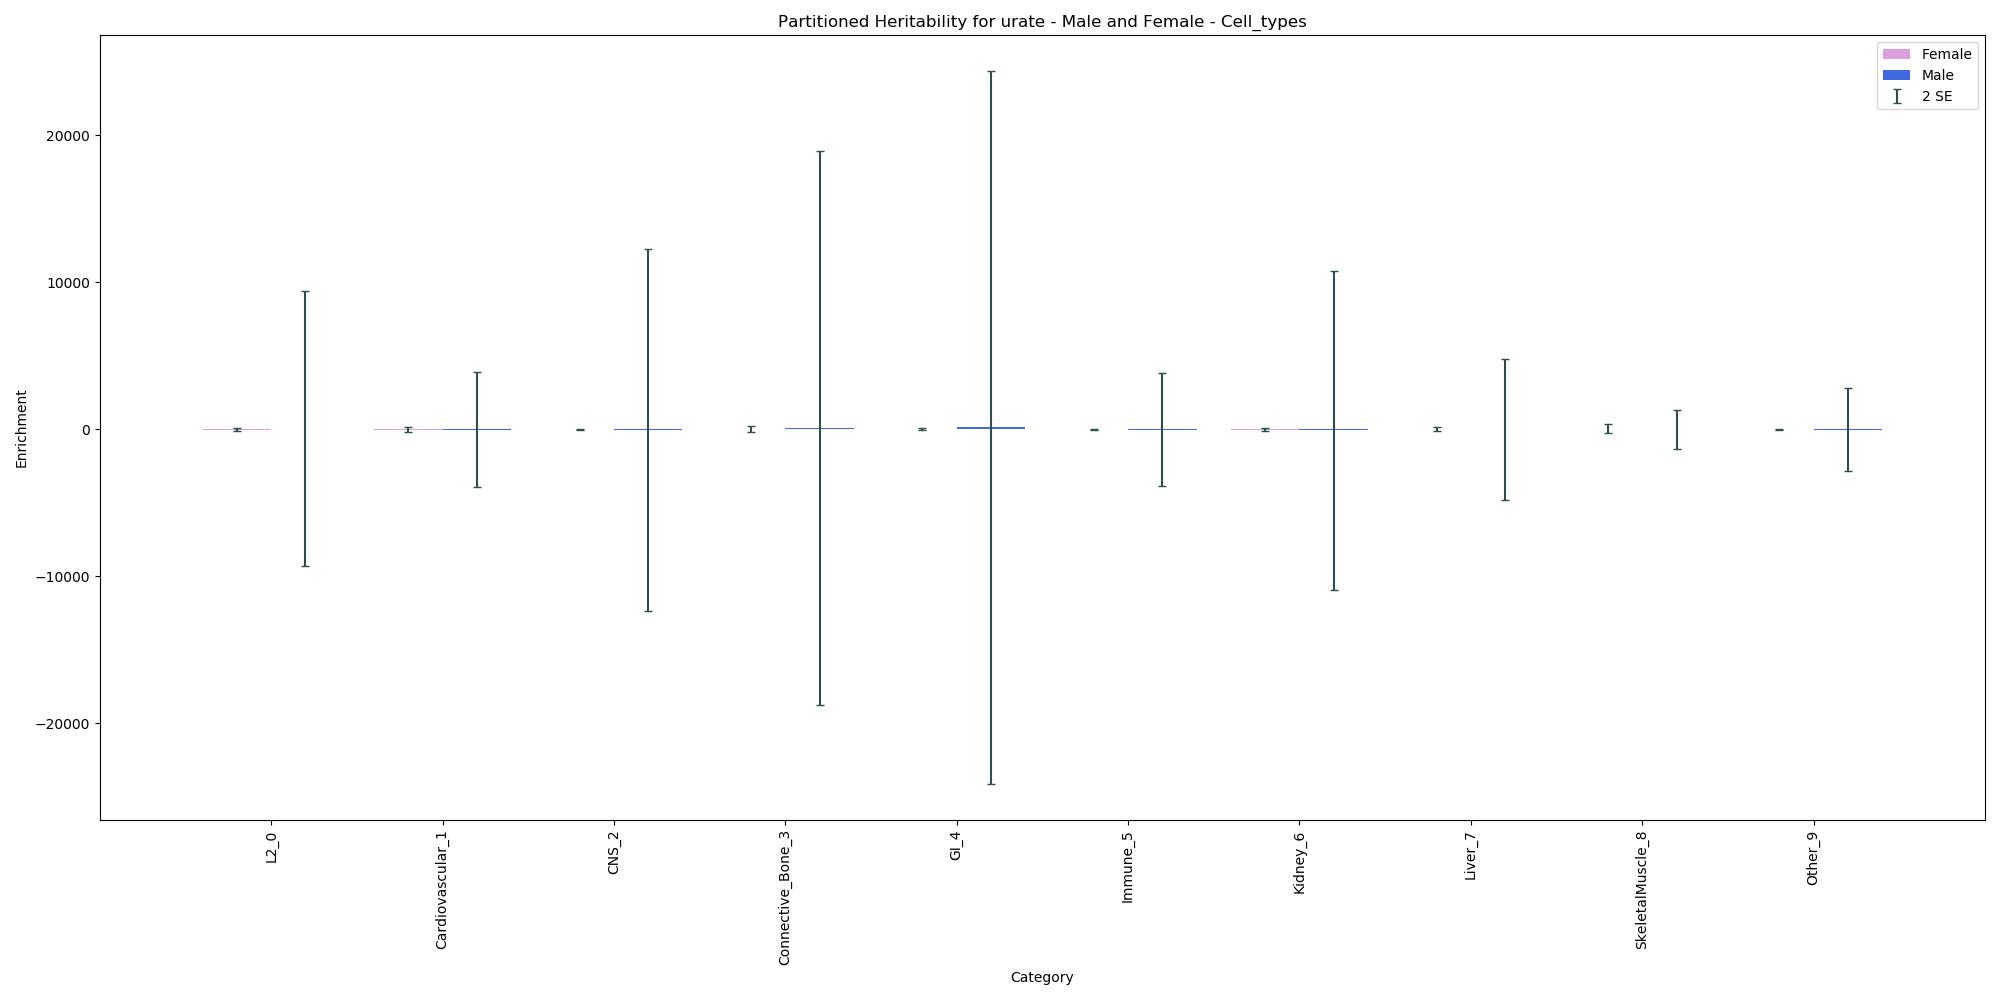 Partitioned Heritability for urate - Male and Female - Cell_types
Female
Male
2 SE
Enrichment
20000
10000
0
−10000
−20000
L2_0
Cardiovascular_1
CNS_2
Connective_Bone_3
GI_4
Immune_5
Kidney_6
Liver_7
SkeletalMuscle_8
Other_9
Category